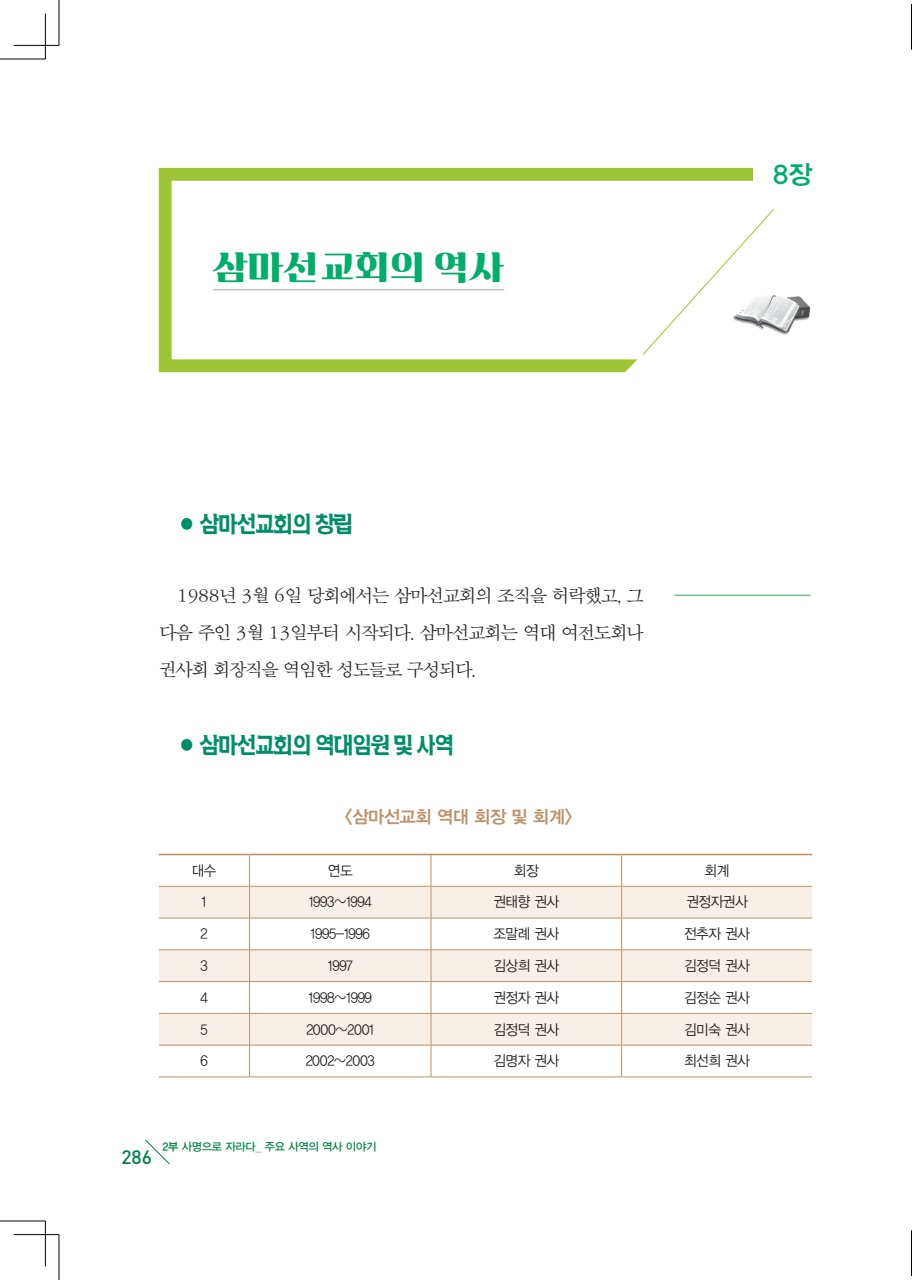 8장
삼마선교회의 역사
● 삼마선교회의 창립
1988년 3월 6일 당회에서는 삼마선교회의 조직을 허락했고, 그
다음 주인 3월 13일부터 시작되다. 삼마선교회는 역대 여전도회나
권사회 회장직을 역임한 성도들로 구성되다.
● 삼마선교회의 역대임원 및 사역
〈삼마선교회 역대 회장 및 회계〉
대수 연도 회장 회계
1 1993~1994 권태향 권사 권정자권사
2 1995-1996 조말례 권사 전추자 권사
3 1997 김상희 권사 김정덕 권사
4 1998~1999 권정자 권사 김정순 권사
5 2000~2001 김정덕 권사 김미숙 권사
6 2002~2003 김명자 권사 최선희 권사
286 2부 사명으로 자라다_ 주요 사역의 역사 이야기